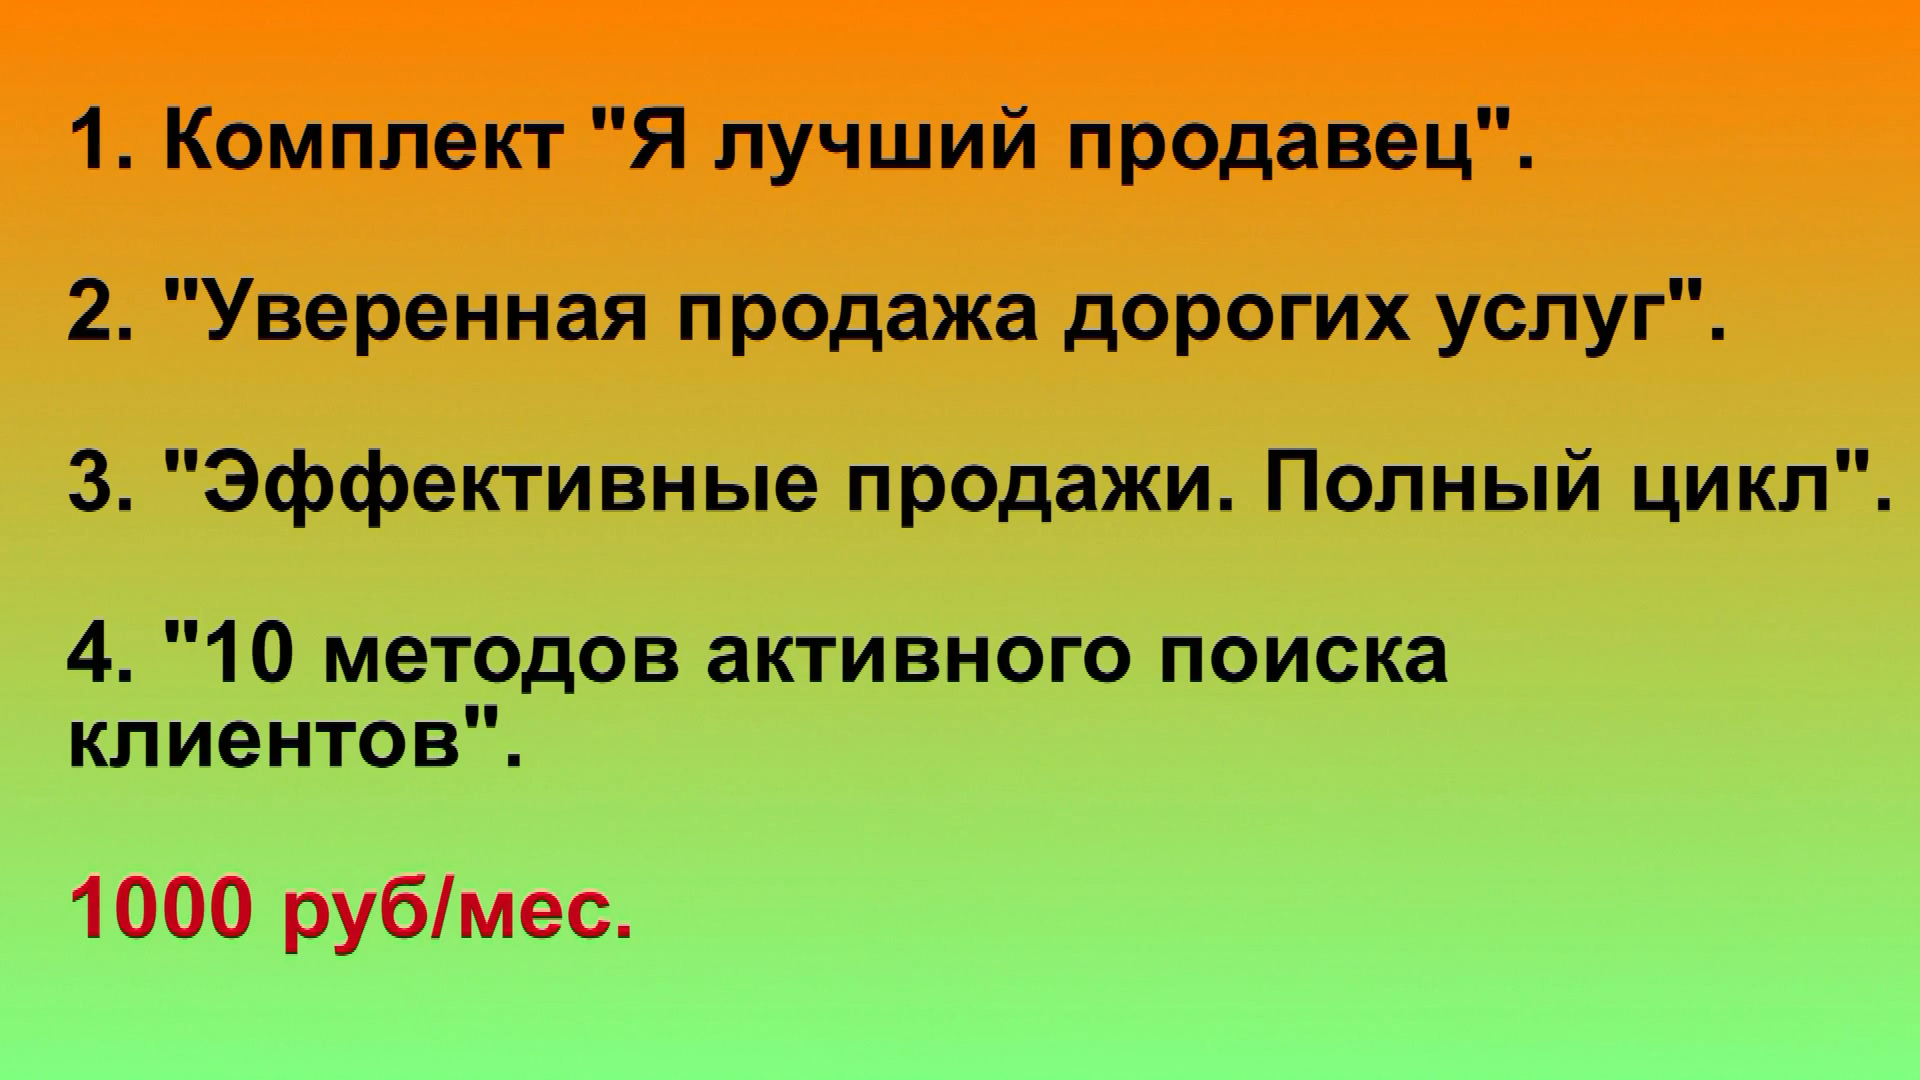 1. Комплект "Я лучший продавец".
2. "Уверенная продажа дорогих услуг".
3. "Эффективные продажи. Полный цикл".
4. "10 методов активного поиска
клиентов".
1000 руб/мес.